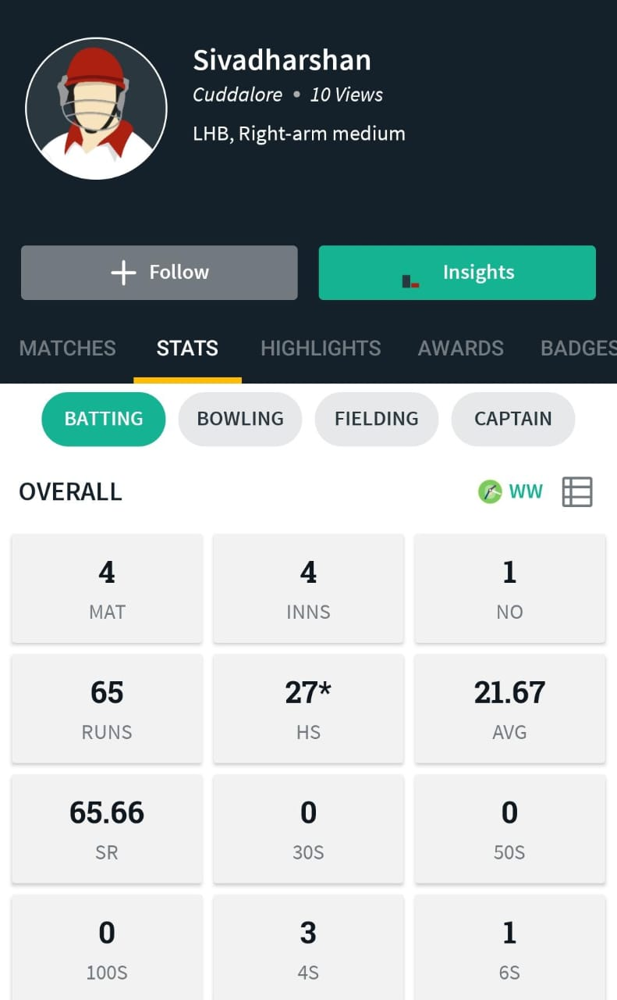 Sivadharshan
Cuddalore • 10 Views
LHB, Right-arm medium
+ Follow
Insights
MATCHES STATS HIGHLIGHTS AWARDS BADGES
BATTING BOWLING FIELDING CAPTAIN
OVERALL WW
4 4 1
MAT INNS NO
65 27* 21.67
RUNS HS AVG
65.66 0 0
SR 30S 50S
0 3 1
100S 4S 6S